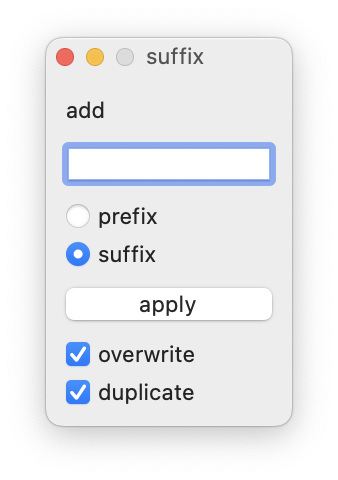 suffix
add
prefix
suffix
apply
overwrite
duplicate